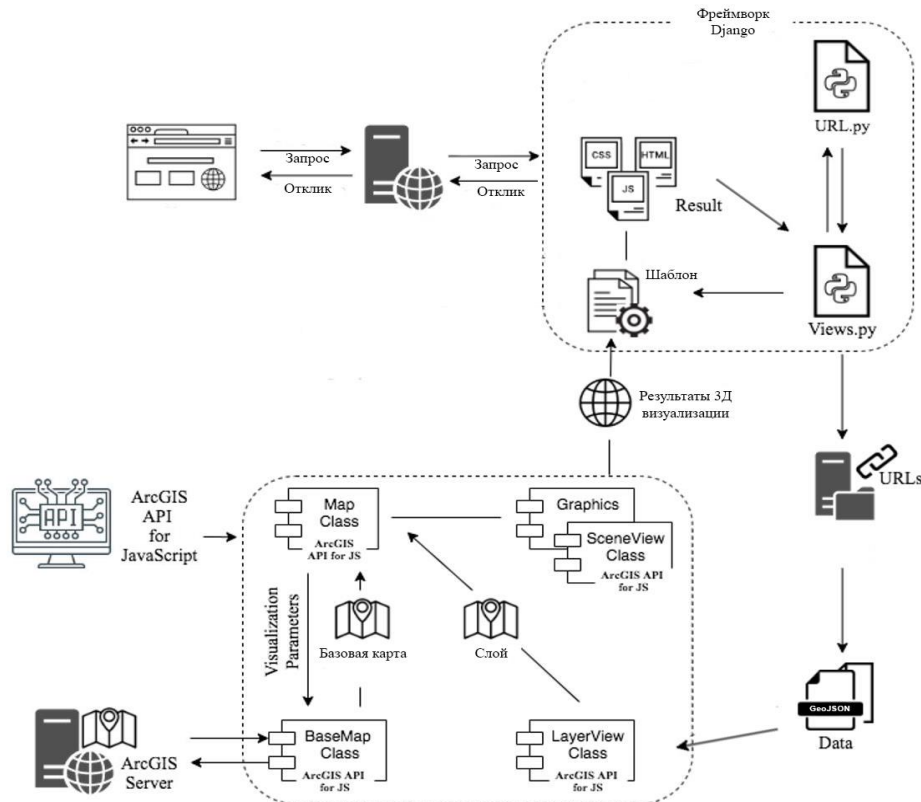 Фреймворк
Django
URL.py
Запрос
Отклик
Запрос
Отклик
CSS
HTML
JS
Result
Шаблон
Views.py
Результаты 3Д
визуализации
URLs
API
ArcGIS
API
for
JavaScript
Map
Class
ArcGIS
API for JS
Graphics
SceneView
Class
ArcGIS API
for JS
Visualization
Parameters
Базовая карта
Слой
GeoJSON
Data
ArcGIS
Server
BaseMap
Class
ArcGIS API
for JS
LayerView
Class
ArcGIS API
for JS